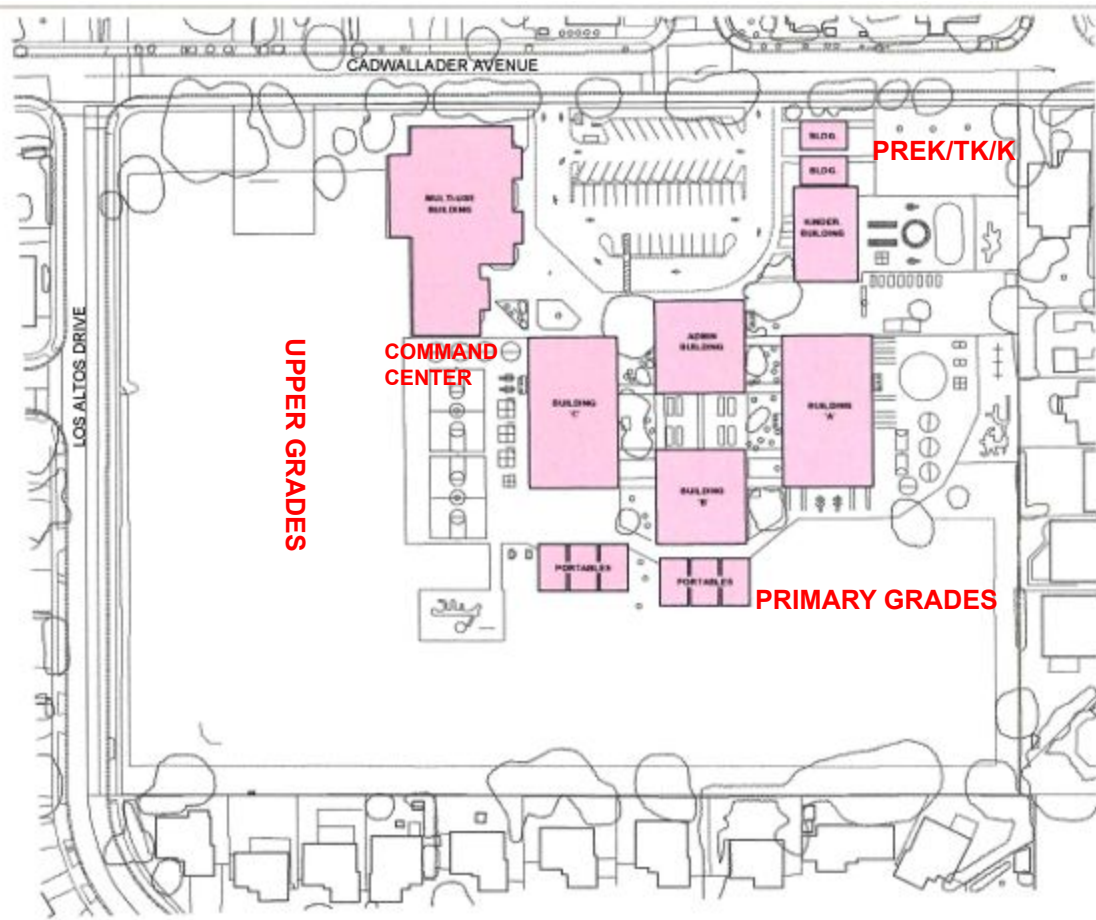 CADWALLADER AVENUE
BLDG.
PREK/TK/K
BLDG
MULTI-USE
BUILDING
KINDER.
BUILDING
LOS ALTOS DRIVE
UPPER GRADES
COMMAND
CENTER
ADMIN
BUILDING
BUILDING
'C'
BUILDING
'A'
BUILDING
'B'
PORTABLES
PORTABLES
PRIMARY GRADES